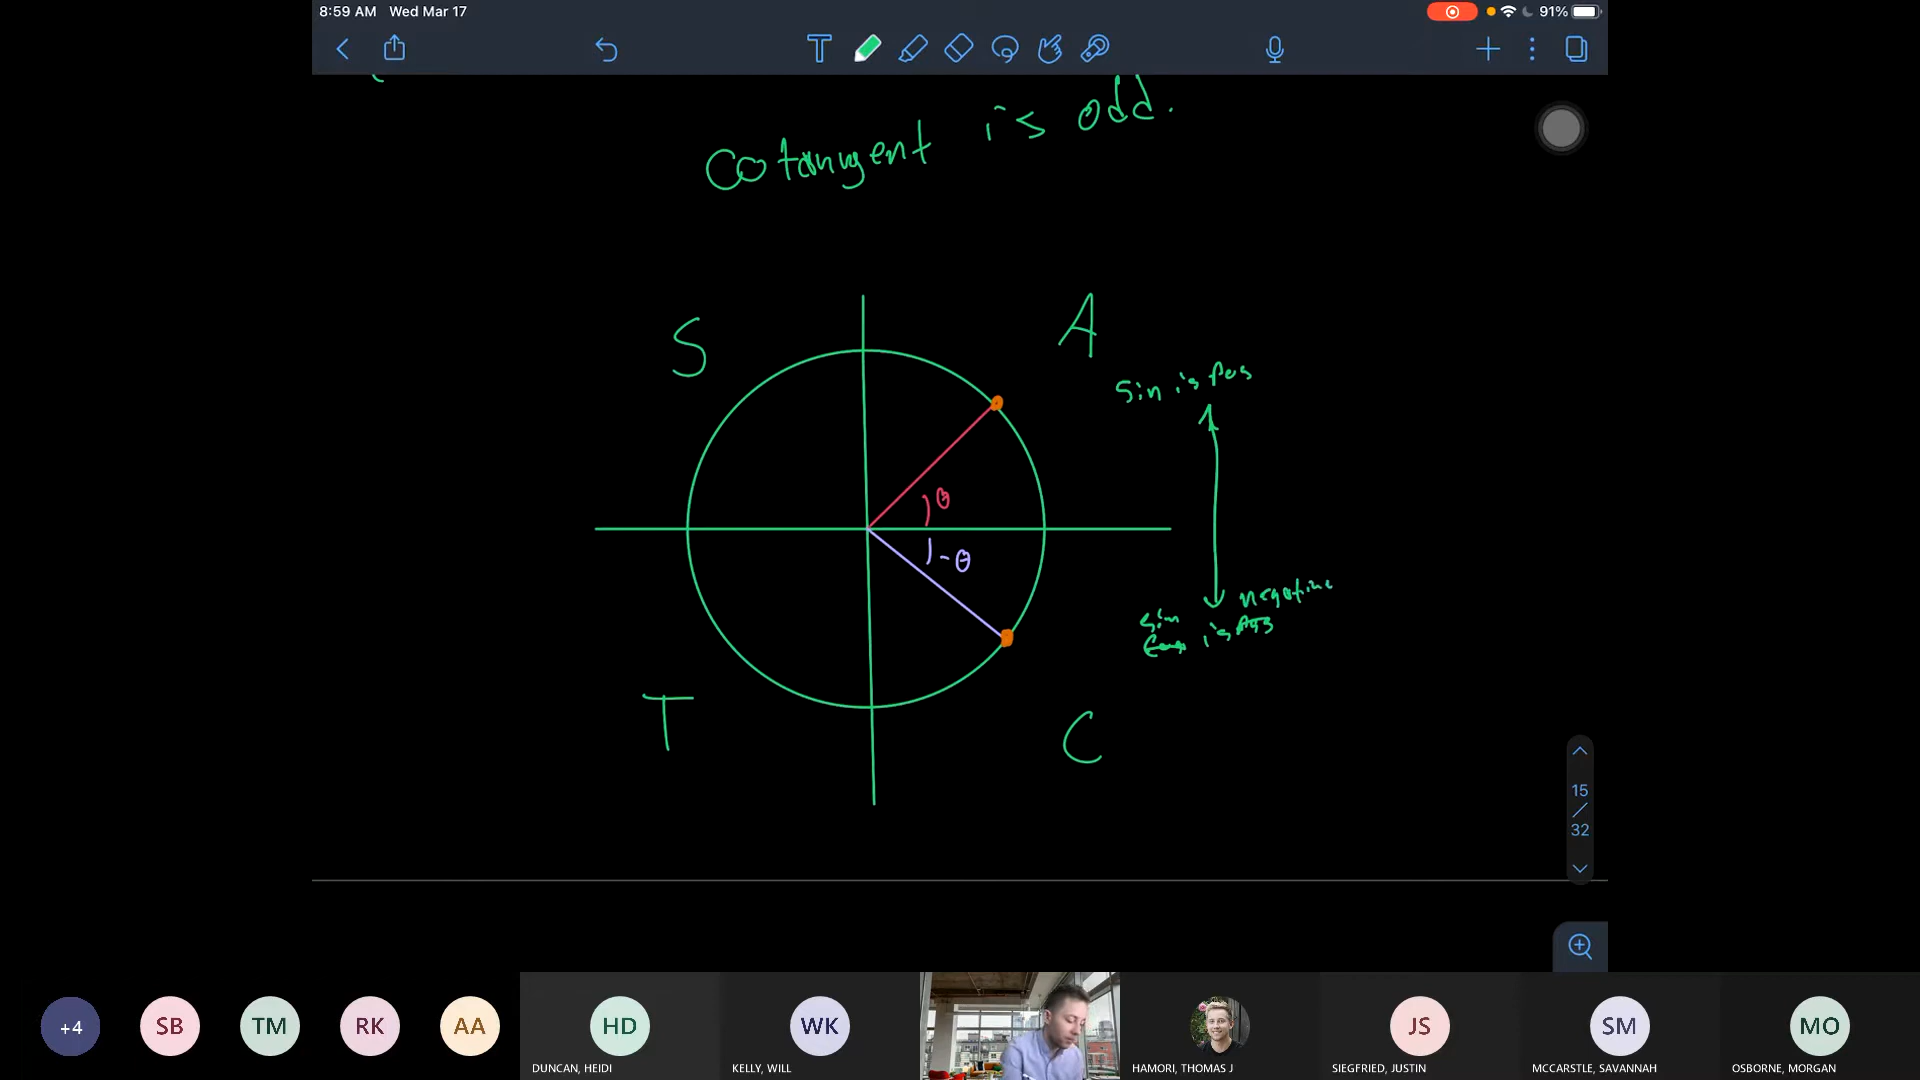 8:59 AM Wed Mar 17
91%
T
cotangent is odd.
S
A
Sin is Pos
θ
-θ
negative
Sin
is
T
C
15
/
32
+4
SB
TM
RK
AA
HD
WK
JS
SM
MO
DUNCAN, HEIDI
KELLY, WILL
HAMORI, THOMAS J
SIEGFRIED, JUSTIN
MCCARSTLE, SAVANNAH
OSBORNE, MORGAN